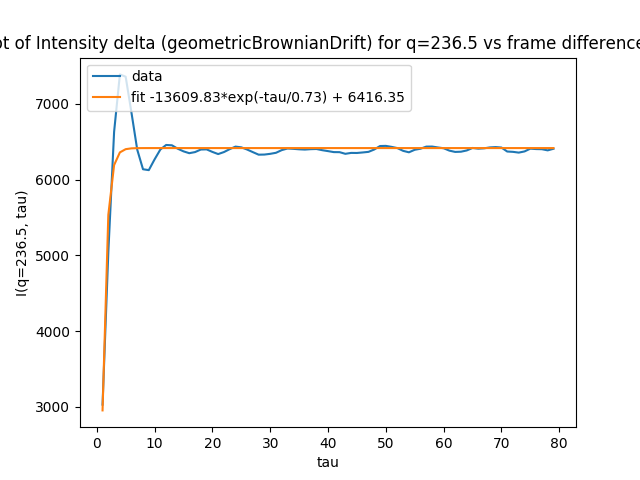 ot of Intensity delta (geometricBrownianDrift) for q=236.5 vs frame difference
data
fit -13609.83*exp(-tau/0.73) + 6416.35
7000
6000
5000
4000
3000
I(q=236.5, tau)
0 10 20 30 40 50 60 70 80
tau